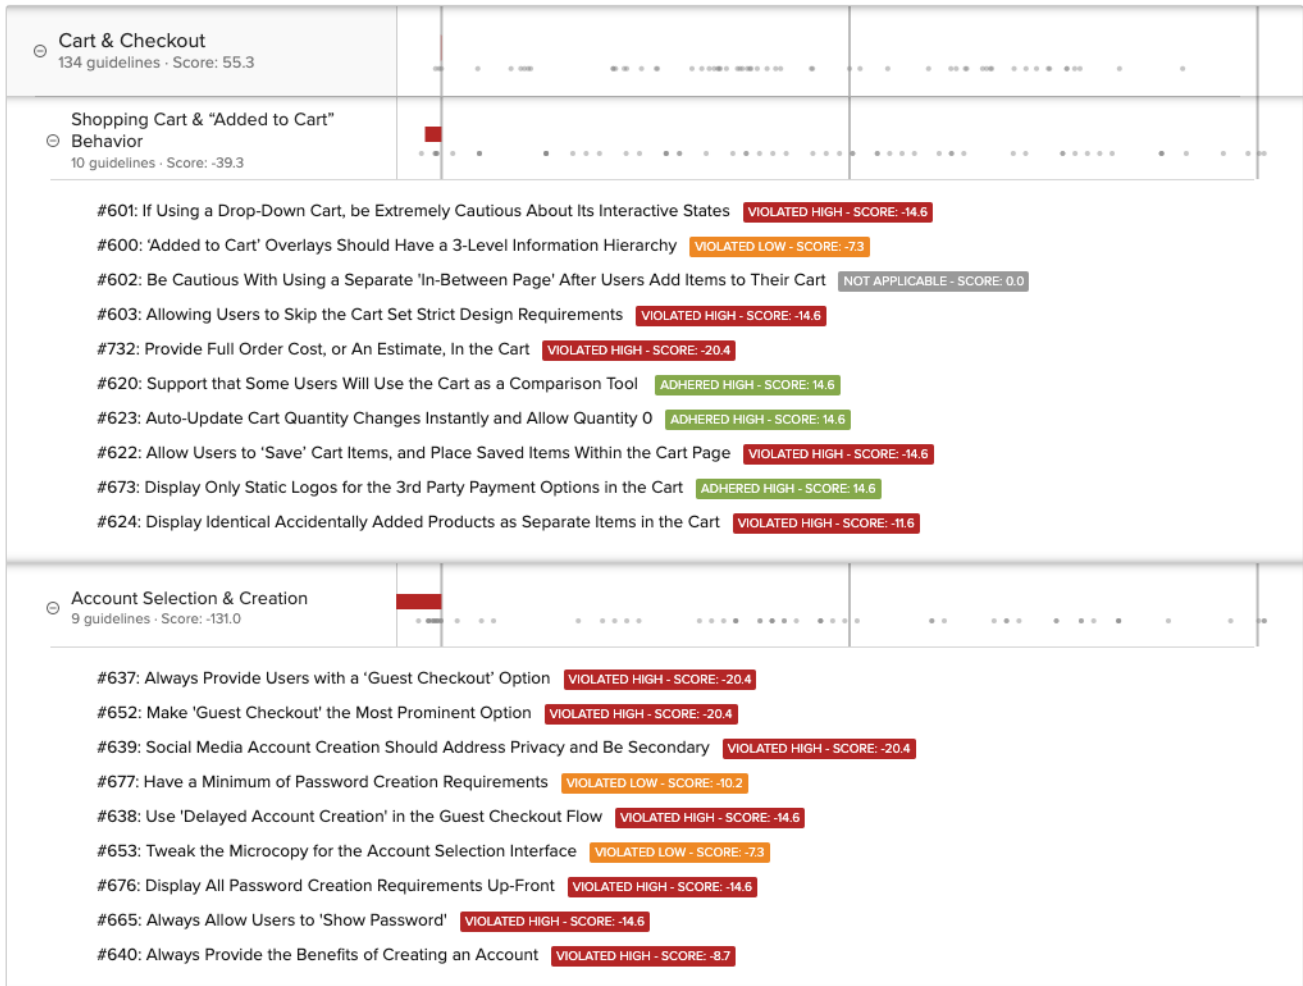 Cart & Checkout
134 guidelines · Score: 55.3
Shopping Cart & “Added to Cart”
Behavior
10 guidelines · Score: -39.3
#601: If Using a Drop-Down Cart, be Extremely Cautious About Its Interactive States VIOLATED HIGH - SCORE: -14.6
#600: ‘Added to Cart’ Overlays Should Have a 3-Level Information Hierarchy VIOLATED LOW - SCORE: -7.3
#602: Be Cautious With Using a Separate 'In-Between Page' After Users Add Items to Their Cart NOT APPLICABLE - SCORE: 0.0
#603: Allowing Users to Skip the Cart Set Strict Design Requirements VIOLATED HIGH - SCORE: -14.6
#732: Provide Full Order Cost, or An Estimate, In the Cart VIOLATED HIGH - SCORE: -20.4
#620: Support that Some Users Will Use the Cart as a Comparison Tool ADHERED HIGH - SCORE: 14.6
#623: Auto-Update Cart Quantity Changes Instantly and Allow Quantity 0 ADHERED HIGH - SCORE: 14.6
#622: Allow Users to ‘Save’ Cart Items, and Place Saved Items Within the Cart Page VIOLATED HIGH - SCORE: -14.6
#673: Display Only Static Logos for the 3rd Party Payment Options in the Cart ADHERED HIGH - SCORE: 14.6
#624: Display Identical Accidentally Added Products as Separate Items in the Cart VIOLATED HIGH - SCORE: -11.6
Account Selection & Creation
9 guidelines · Score: -131.0
#637: Always Provide Users with a ‘Guest Checkout’ Option VIOLATED HIGH - SCORE: -20.4
#652: Make 'Guest Checkout' the Most Prominent Option VIOLATED HIGH - SCORE: -20.4
#639: Social Media Account Creation Should Address Privacy and Be Secondary VIOLATED HIGH - SCORE: -20.4
#677: Have a Minimum of Password Creation Requirements VIOLATED LOW - SCORE: -10.2
#638: Use 'Delayed Account Creation' in the Guest Checkout Flow VIOLATED HIGH - SCORE: -14.6
#653: Tweak the Microcopy for the Account Selection Interface VIOLATED LOW - SCORE: -7.3
#676: Display All Password Creation Requirements Up-Front VIOLATED HIGH - SCORE: -14.6
#665: Always Allow Users to 'Show Password' VIOLATED HIGH - SCORE: -14.6
#640: Always Provide the Benefits of Creating an Account VIOLATED HIGH - SCORE: -8.7